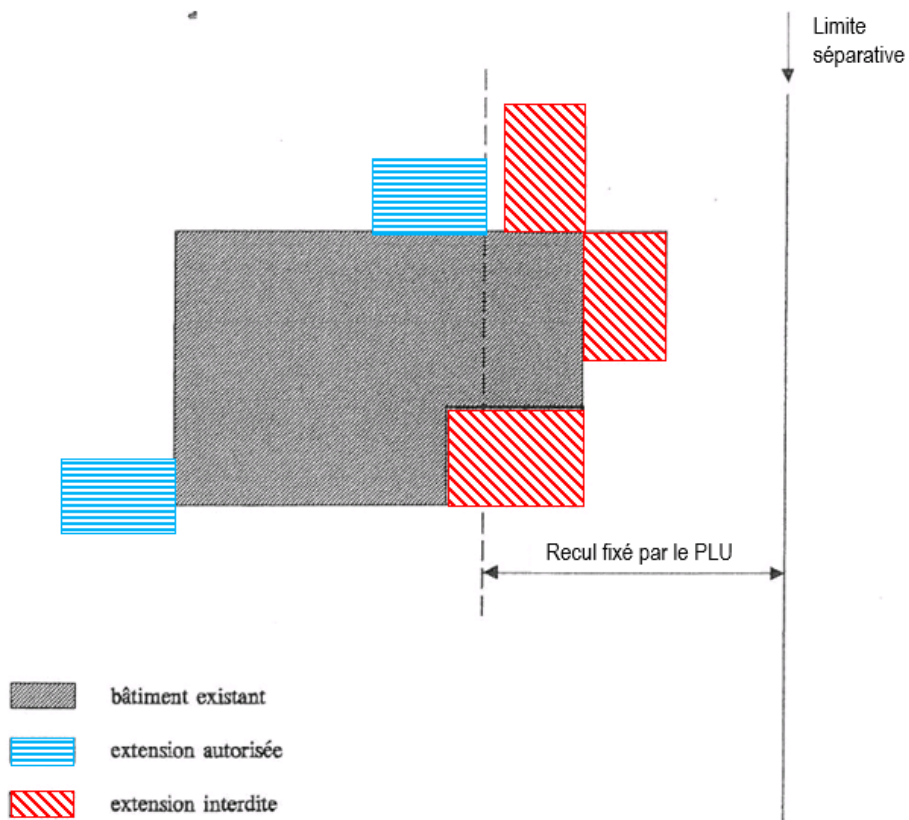 Limite
séparative
Recul fixé par le PLU
bâtiment existant
extension autorisée
extension interdite